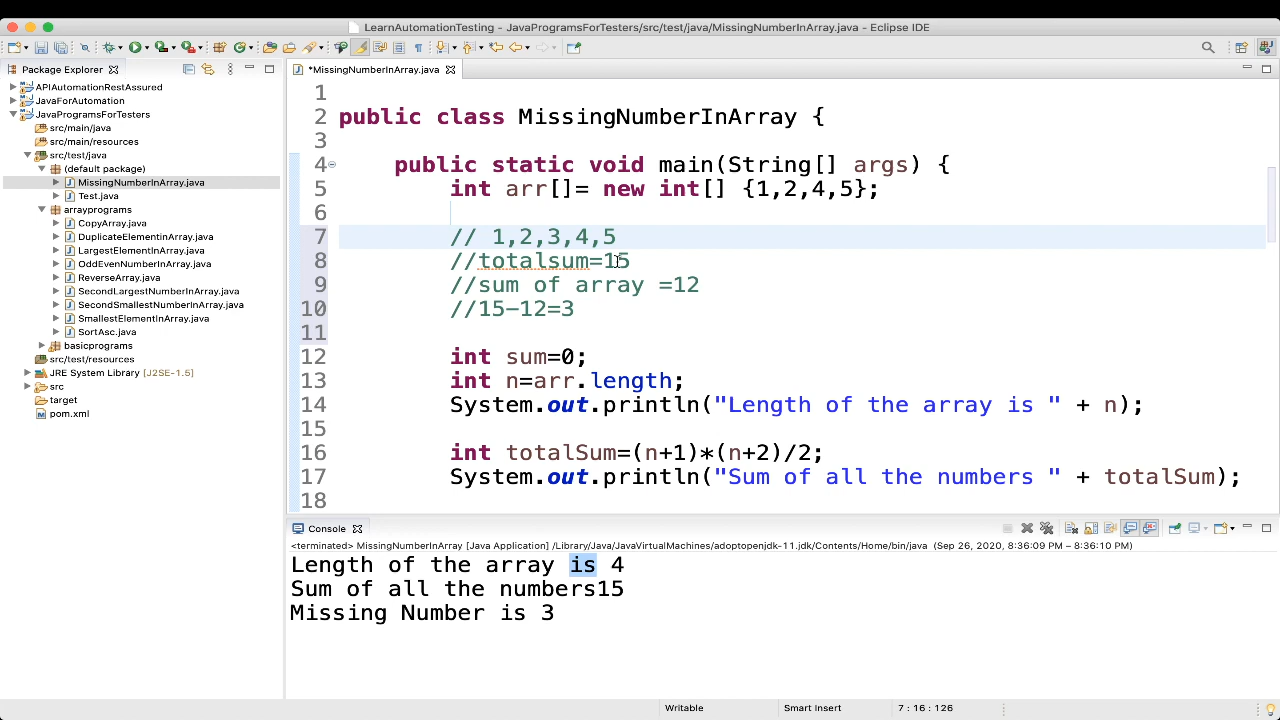 LearnAutomationTesting - JavaProgramsForTesters/src/test/java/MissingNumberInArray.java - Eclipse IDE
Package Explorer
APIAutomationRestAssured
JavaForAutomation
JavaProgramsForTesters
src/main/java
src/main/resources
src/test/java
(default package)
MissingNumberInArray.java
Test.java
arrayprograms
CopyArray.java
DuplicateElementinArray.java
LargestElementInArray.java
OddEvenNumberInArray.java
ReverseArray.java
SecondLargestNumberInArray.java
SecondSmallestNumberInArray.java
SmallestElementInArray.java
SortAsc.java
basicprograms
src/test/resources
JRE System Library [J2SE-1.5]
src
target
pom.xml
*MissingNumberInArray.java
1
2 public class MissingNumberInArray {
3
4 public static void main(String[] args) {
5 int arr[]= new int[] {1,2,4,5};
6
7 // 1,2,3,4,5
8 //totalsum=15
9 //sum of array =12
10 //15-12=3
11
12 int sum=0;
13 int n=arr.length;
14 System.out.println("Length of the array is " + n);
15
16 int totalSum=(n+1)*(n+2)/2;
17 System.out.println("Sum of all the numbers " + totalSum);
18
Console
<terminated> MissingNumberInArray [Java Application] /Library/Java/JavaVirtualMachines/adoptopenjdk-11.jdk/Contents/Home/bin/java (Sep 26, 2020, 8:36:09 PM – 8:36:10 PM)
Length of the array is 4
Sum of all the numbers15
Missing Number is 3
Writable Smart Insert 7 : 16 : 126